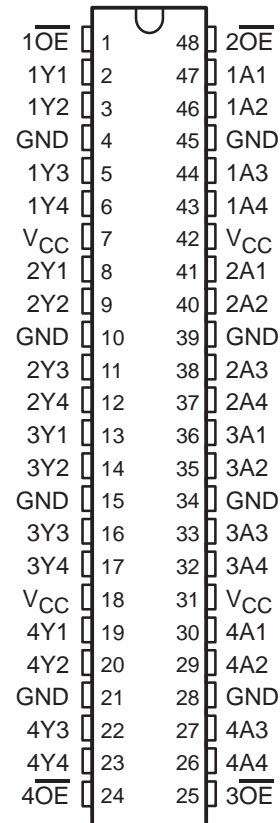 1O̅E̅ 1 48 2O̅E̅
1Y1 2 47 1A1
1Y2 3 46 1A2
GND 4 45 GND
1Y3 5 44 1A3
1Y4 6 43 1A4
VCC 7 42 VCC
2Y1 8 41 2A1
2Y2 9 40 2A2
GND 10 39 GND
2Y3 11 38 2A3
2Y4 12 37 2A4
3Y1 13 36 3A1
3Y2 14 35 3A2
GND 15 34 GND
3Y3 16 33 3A3
3Y4 17 32 3A4
VCC 18 31 VCC
4Y1 19 30 4A1
4Y2 20 29 4A2
GND 21 28 GND
4Y3 22 27 4A3
4Y4 23 26 4A4
4O̅E̅ 24 25 3O̅E̅